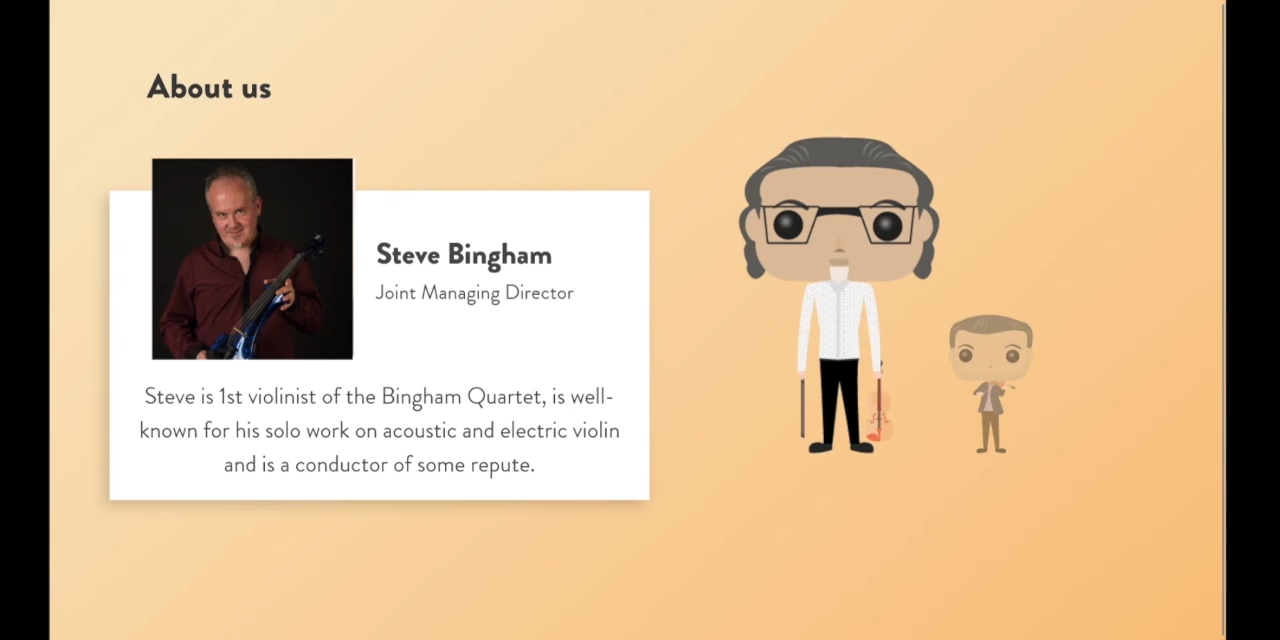 About us
Steve Bingham
Joint Managing Director
Steve is 1st violinist of the Bingham Quartet, is well-
known for his solo work on acoustic and electric violin
and is a conductor of some repute.